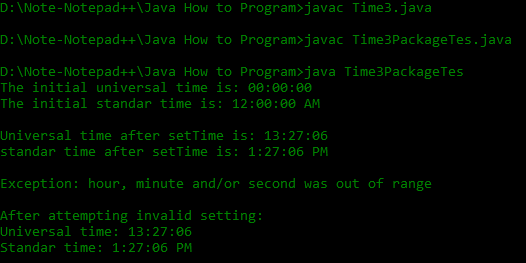 D:\Note-Notepad++\Java How to Program>javac Time3.java
D:\Note-Notepad++\Java How to Program>javac Time3PackageTes.java
D:\Note-Notepad++\Java How to Program>java Time3PackageTes
The initial universal time is: 00:00:00
The initial standar time is: 12:00:00 AM
Universal time after setTime is: 13:27:06
standar time after setTime is: 1:27:06 PM
Exception: hour, minute and/or second was out of range
After attempting invalid setting:
Universal time: 13:27:06
Standar time: 1:27:06 PM